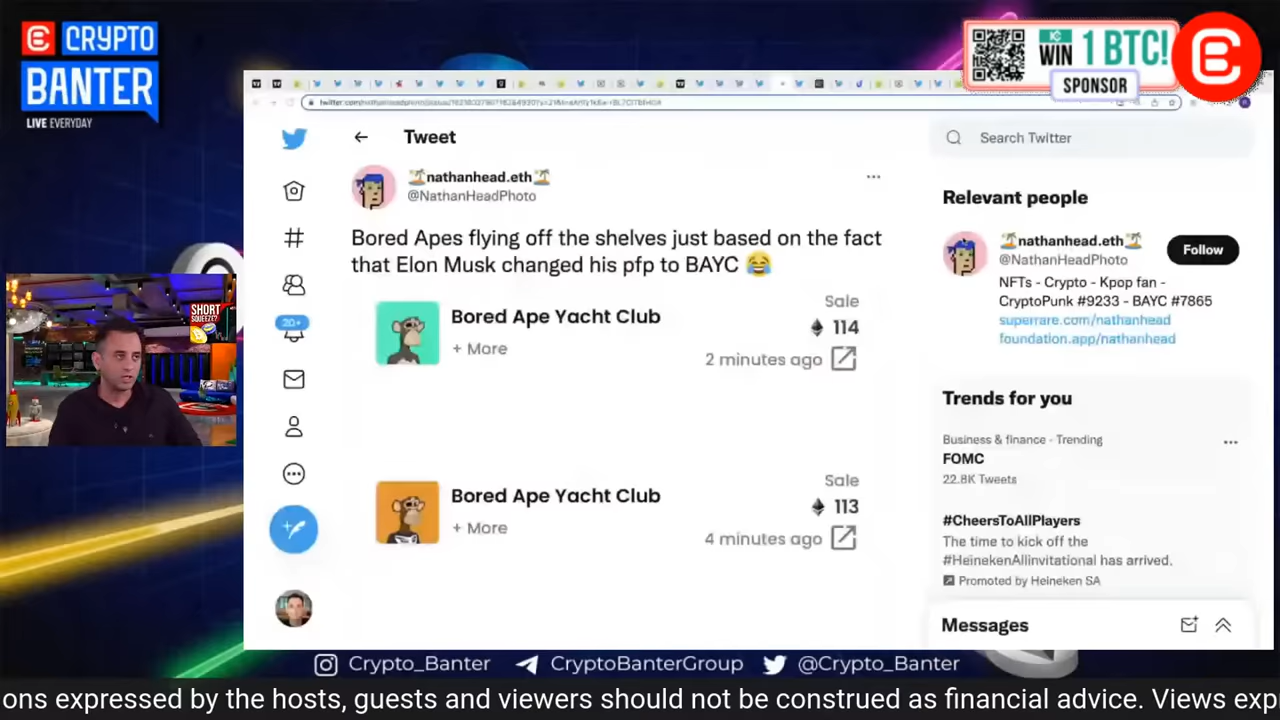 CRYPTO
BANTER
LIVE EVERYDAY
WIN 1 BTC!
SPONSOR
Tweet
Search Twitter
🏝nathanhead.eth🏝
@NathanHeadPhoto
Bored Apes flying off the shelves just based on the fact
that Elon Musk changed his pfp to BAYC 😂
Bored Ape Yacht Club
+ More
Sale
114
2 minutes ago
Bored Ape Yacht Club
+ More
Sale
113
4 minutes ago
20+
Relevant people
🏝nathanhead.eth🏝
@NathanHeadPhoto
Follow
NFTs - Crypto - Kpop fan -
CryptoPunk #9233 - BAYC #7865
superrare.com/nathanhead
foundation.app/nathanhead
Trends for you
Business & finance · Trending
FOMC
22.8K Tweets
#CheersToAllPlayers
The time to kick off the
#HeinekenAllinvitational has arrived.
Promoted by Heineken SA
Messages
SHORT
SQUEEZE?
Crypto_Banter
CryptoBanterGroup
@Crypto_Banter
ons expressed by the hosts, guests and viewers should not be construed as financial advice. Views exp